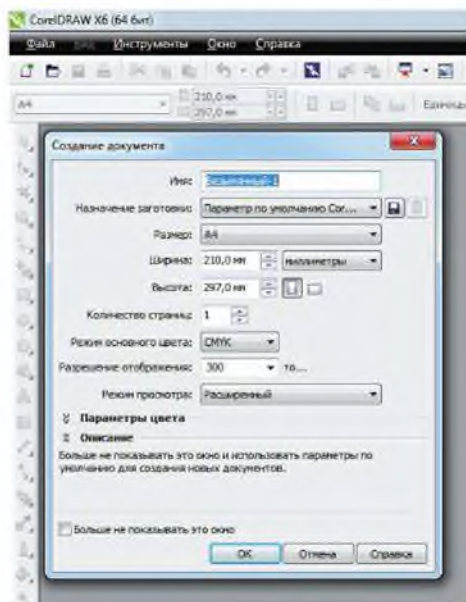 CorelDRAW X6 (64 бит)
Файл Вид Инструменты Окно Справка
A4 210,0 мм Единицы
297,0 мм
Создание документа
Имя: Безымянный-1
Назначение заготовки: Параметр по умолчанию Cor...
Размер: A4
Ширина: 210,0 мм миллиметры
Высота: 297,0 мм
Количество страниц: 1
Режим основного цвета: CMYK
Разрешение отображения: 300 то...
Режим просмотра: Расширенный
Параметры цвета
Описание
Больше не показывать это окно и использовать параметры по
умолчанию для создания новых документов.
Больше не показывать это окно
OK Отмена Справка